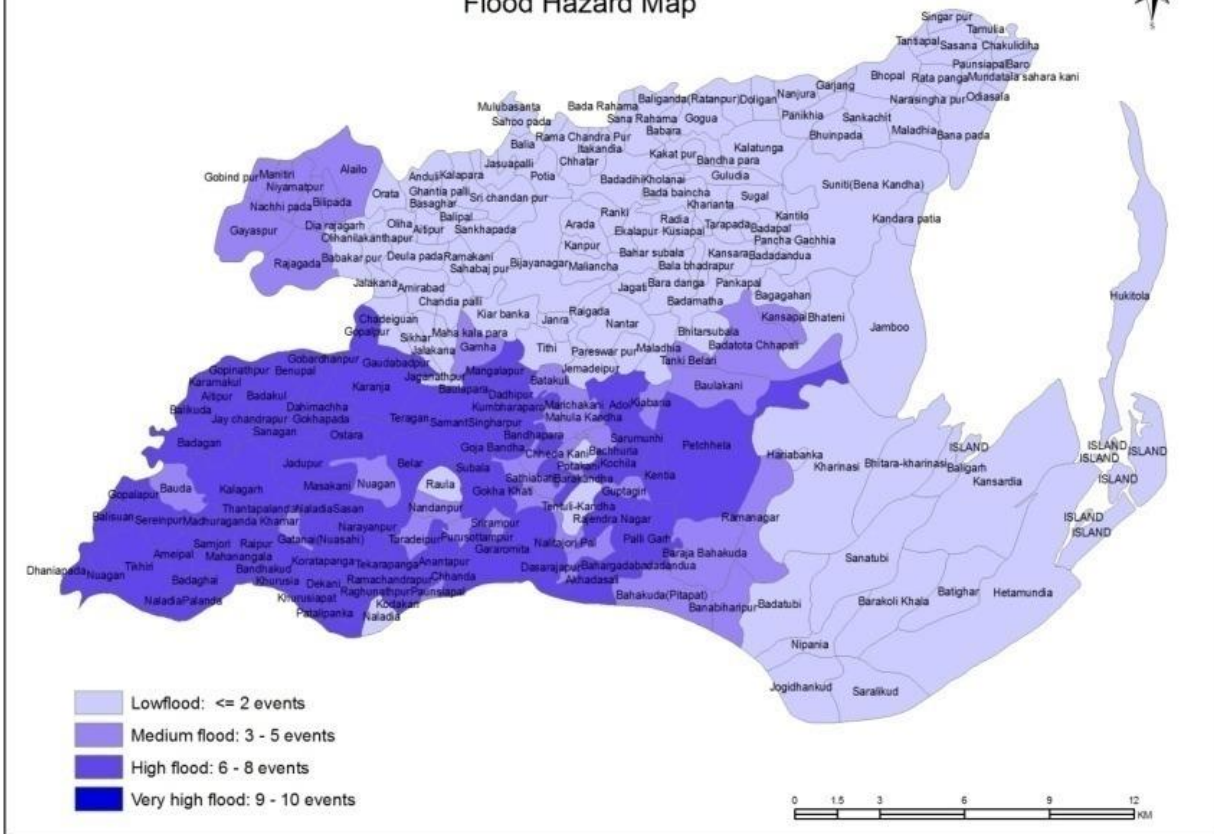 Flood Hazard Map
S
Singar pur
Tamulia
Tantiapal Sasana Chakulidiha
Paunsiapal Baro
Bhopal Rata panga Mundatala sahara kani
Garjang
Nanjura
Narasingha pur Odiasala
Mulubasanta Bada Rahama Baliganda(Ratanpur) Doligan
Sahoo pada Sana Rahama Gogua Panikhia Sankachit
Babara
Rama Chandra Pur Bhuinpada Maladhia Bana pada
Balia Itakandia Kalatunga
Jasuapalli Chhatar Kakat pur Bandha para
Alailo
Gobind pur Manitri Anduli Kalapara Potia Badadihi Kholanai Guludia
Niyamatpur Suniti(Bena Kandha)
Orata Ghantia palli Sri chandan pur Bada baincha Sugal
Nachhi pada Bilipada Basaghar Kharianta
Balipal Ranki Radia Kantilo Kandara patia
Gayaspur Dia rajagarh Oliha Aitipur Sankhapada Arada Ekalapur Kusiapal Tarapada Badapal
Olihanilakanthapur Pancha Gachhia
Kanpur
Rajagada Babakar pur Deula pada Ramakani Bijayanagar Maliancha Bahar subala Kansara Badadandua
Sahabaj pur Bala bhadrapur
Jalakana Amirabad Jagati Bara danga Pankapal
Chandia palli Badamatha Bagagahan Hukitola
Chadeiguan Kiar banka Janra Raigada Kansapal Bhateni
Gopalpur Nantar Jamboo
Sikhar Maha kala para Bhitarsubala
Jalakana Gamha Tithi Pareswar pur Maladhia Badatota Chhapali
Gobardhanpur Tanki Belari
Gopinathpur Benupal Gaudabadpur Mangalapur Jemadeipur
Karamakul Jaganathpur Batakuli
Karanja Baulapara Baulakani
Aitipur Badakul Dadhipur
Balikuda Dahimachha Kumbharapara Marichakani Adoi Kiabana
Jay chandrapur Gokhapada Teragan Samant Singharpur Mahula Kandha
Sanagan Ostara Bandhapara Sarumunhi
Badagan Goja Bandha Chheda Kani Bachhuria Petchhela Hariabanka ISLAND
Jadupur Belar Subala Potakani Kochila Kharinasi Bhitara-kharinasi Baligarh
ISLAND ISLAND
ISLAND
Masakani Nuagan Raula Sathiabati Barakandha Kentia Kansardia ISLAND
Gopalapur Bauda Kalagarh Gokha Khati Guptagiri
Balisuan Thantapalanda Naladia Sasan Nandanpur Tentuli-Kandha
Sereinpur Madhuraganda Khamar Srirampur Rajendra Nagar Ramanagar ISLAND
Narayanpur ISLAND
Samjori Raipur Gatanai(Nuasahi) Taradeipur Purusottampur Nalitajori-Pal Palli Garh
Ameipal Mahanangala Gararomita Baraja Bahakuda Sanatubi
Dhaniapada Tikhiri Bandhakud Koratapanga Tekarapanga Anantapur Dasarajapur Bahargadabadadandua
Nuagan Badaghai Khurusia Dekani Ramachandrapur Chhanda Akhadasali
Raghunathpur Paunsiapal Bahakuda(Pitapat) Batighar Hetamundia
Naladia Palanda Khurusiapat Kodakan Banabiharipur Badatubi Barakoli Khala
Patalipanka Naladia
Nipania
Jogidhankud Saralikud
Lowflood: <= 2 events
Medium flood: 3 - 5 events
High flood: 6 - 8 events
Very high flood: 9 - 10 events
0 1.5 3 6 9 12
KM